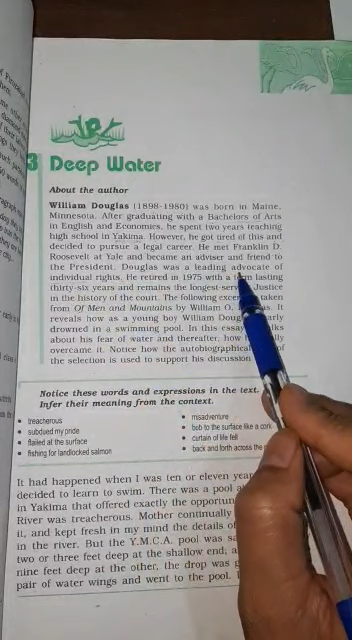 3 Deep Water
About the author
William Douglas (1898-1980) was born in Maine,
Minnesota. After graduating with a Bachelors of Arts
in English and Economics, he spent two years teaching
high school in Yakima. However, he got tired of this and
decided to pursue a legal career. He met Franklin D.
Roosevelt at Yale and became an adviser and friend to
the President. Douglas was a leading advocate of
individual rights. He retired in 1975 with a term lasting
thirty-six years and remains the longest-serv Justice
in the history of the court. The following exce taken
from Of Men and Mountains by William O. s. It
reveals how as a young boy William Doug early
drowned in a swimming pool. In this essay lks
about his fear of water and thereafter, how lly
overcame it. Notice how the autobiographical of
the selection is used to support his discussion
Notice these words and expressions in the text.
Infer their meaning from the context.
• treacherous
• subdued my pride
• flailed at the surface
• fishing for landlocked salmon
• misadventure
• bob to the surface like a cork
• curtain of life fell
• back and forth across the
It had happened when I was ten or eleven year
decided to learn to swim. There was a pool a
in Yakima that offered exactly the opportun
River was treacherous. Mother continually
it, and kept fresh in my mind the details of
in the river. But the Y.M.C.A. pool was sa
two or three feet deep at the shallow end; a
nine feet deep at the other, the drop was g
pair of water wings and went to the pool. I